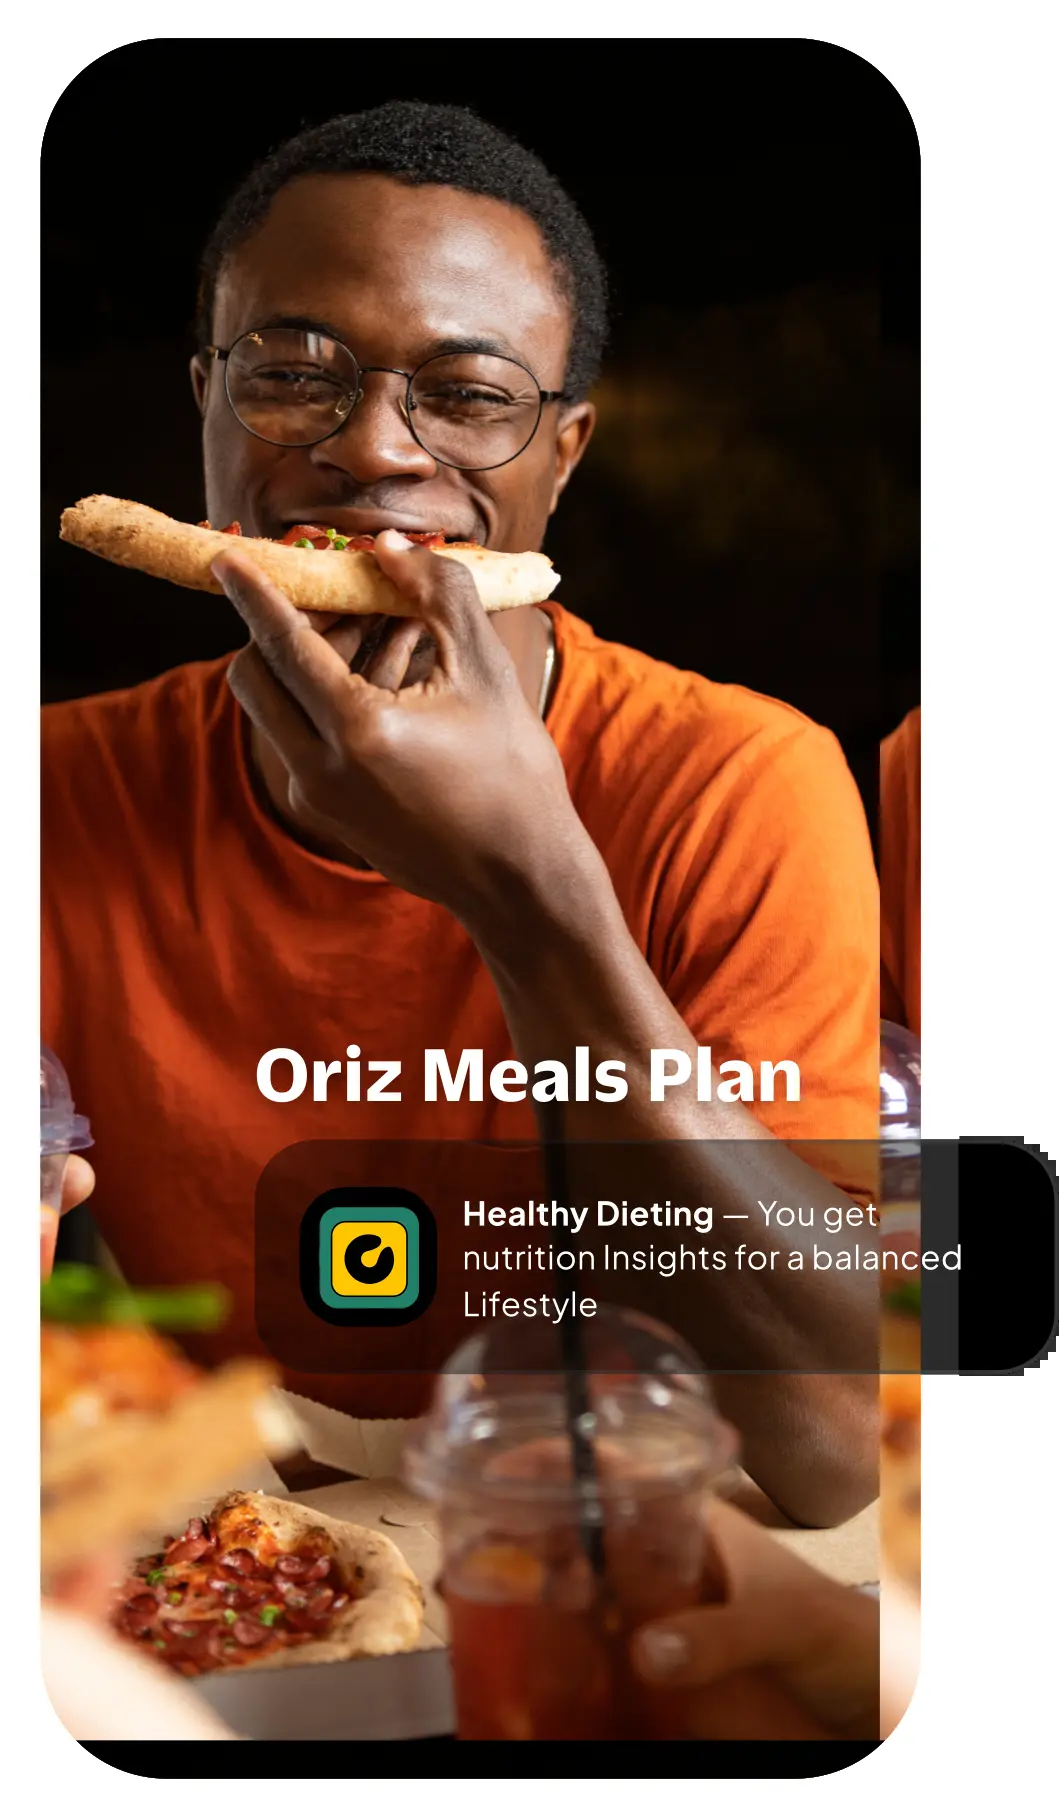 Oriz Meals Plan
Healthy Dieting — You get
nutrition Insights for a balanced
Lifestyle